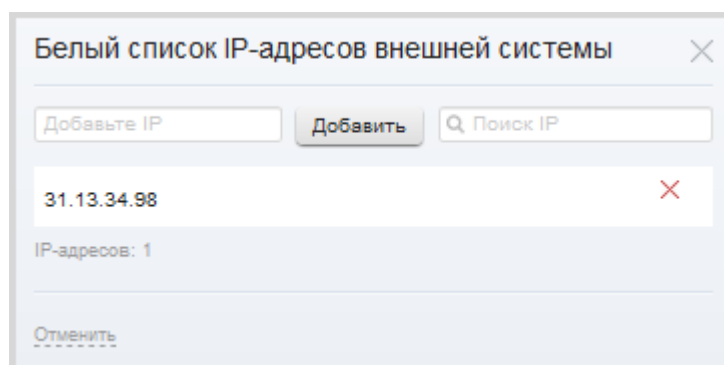 Белый список IP-адресов внешней системы
Добавьте IP Добавить Поиск IP
31.13.34.98
IP-адресов: 1
Отменить